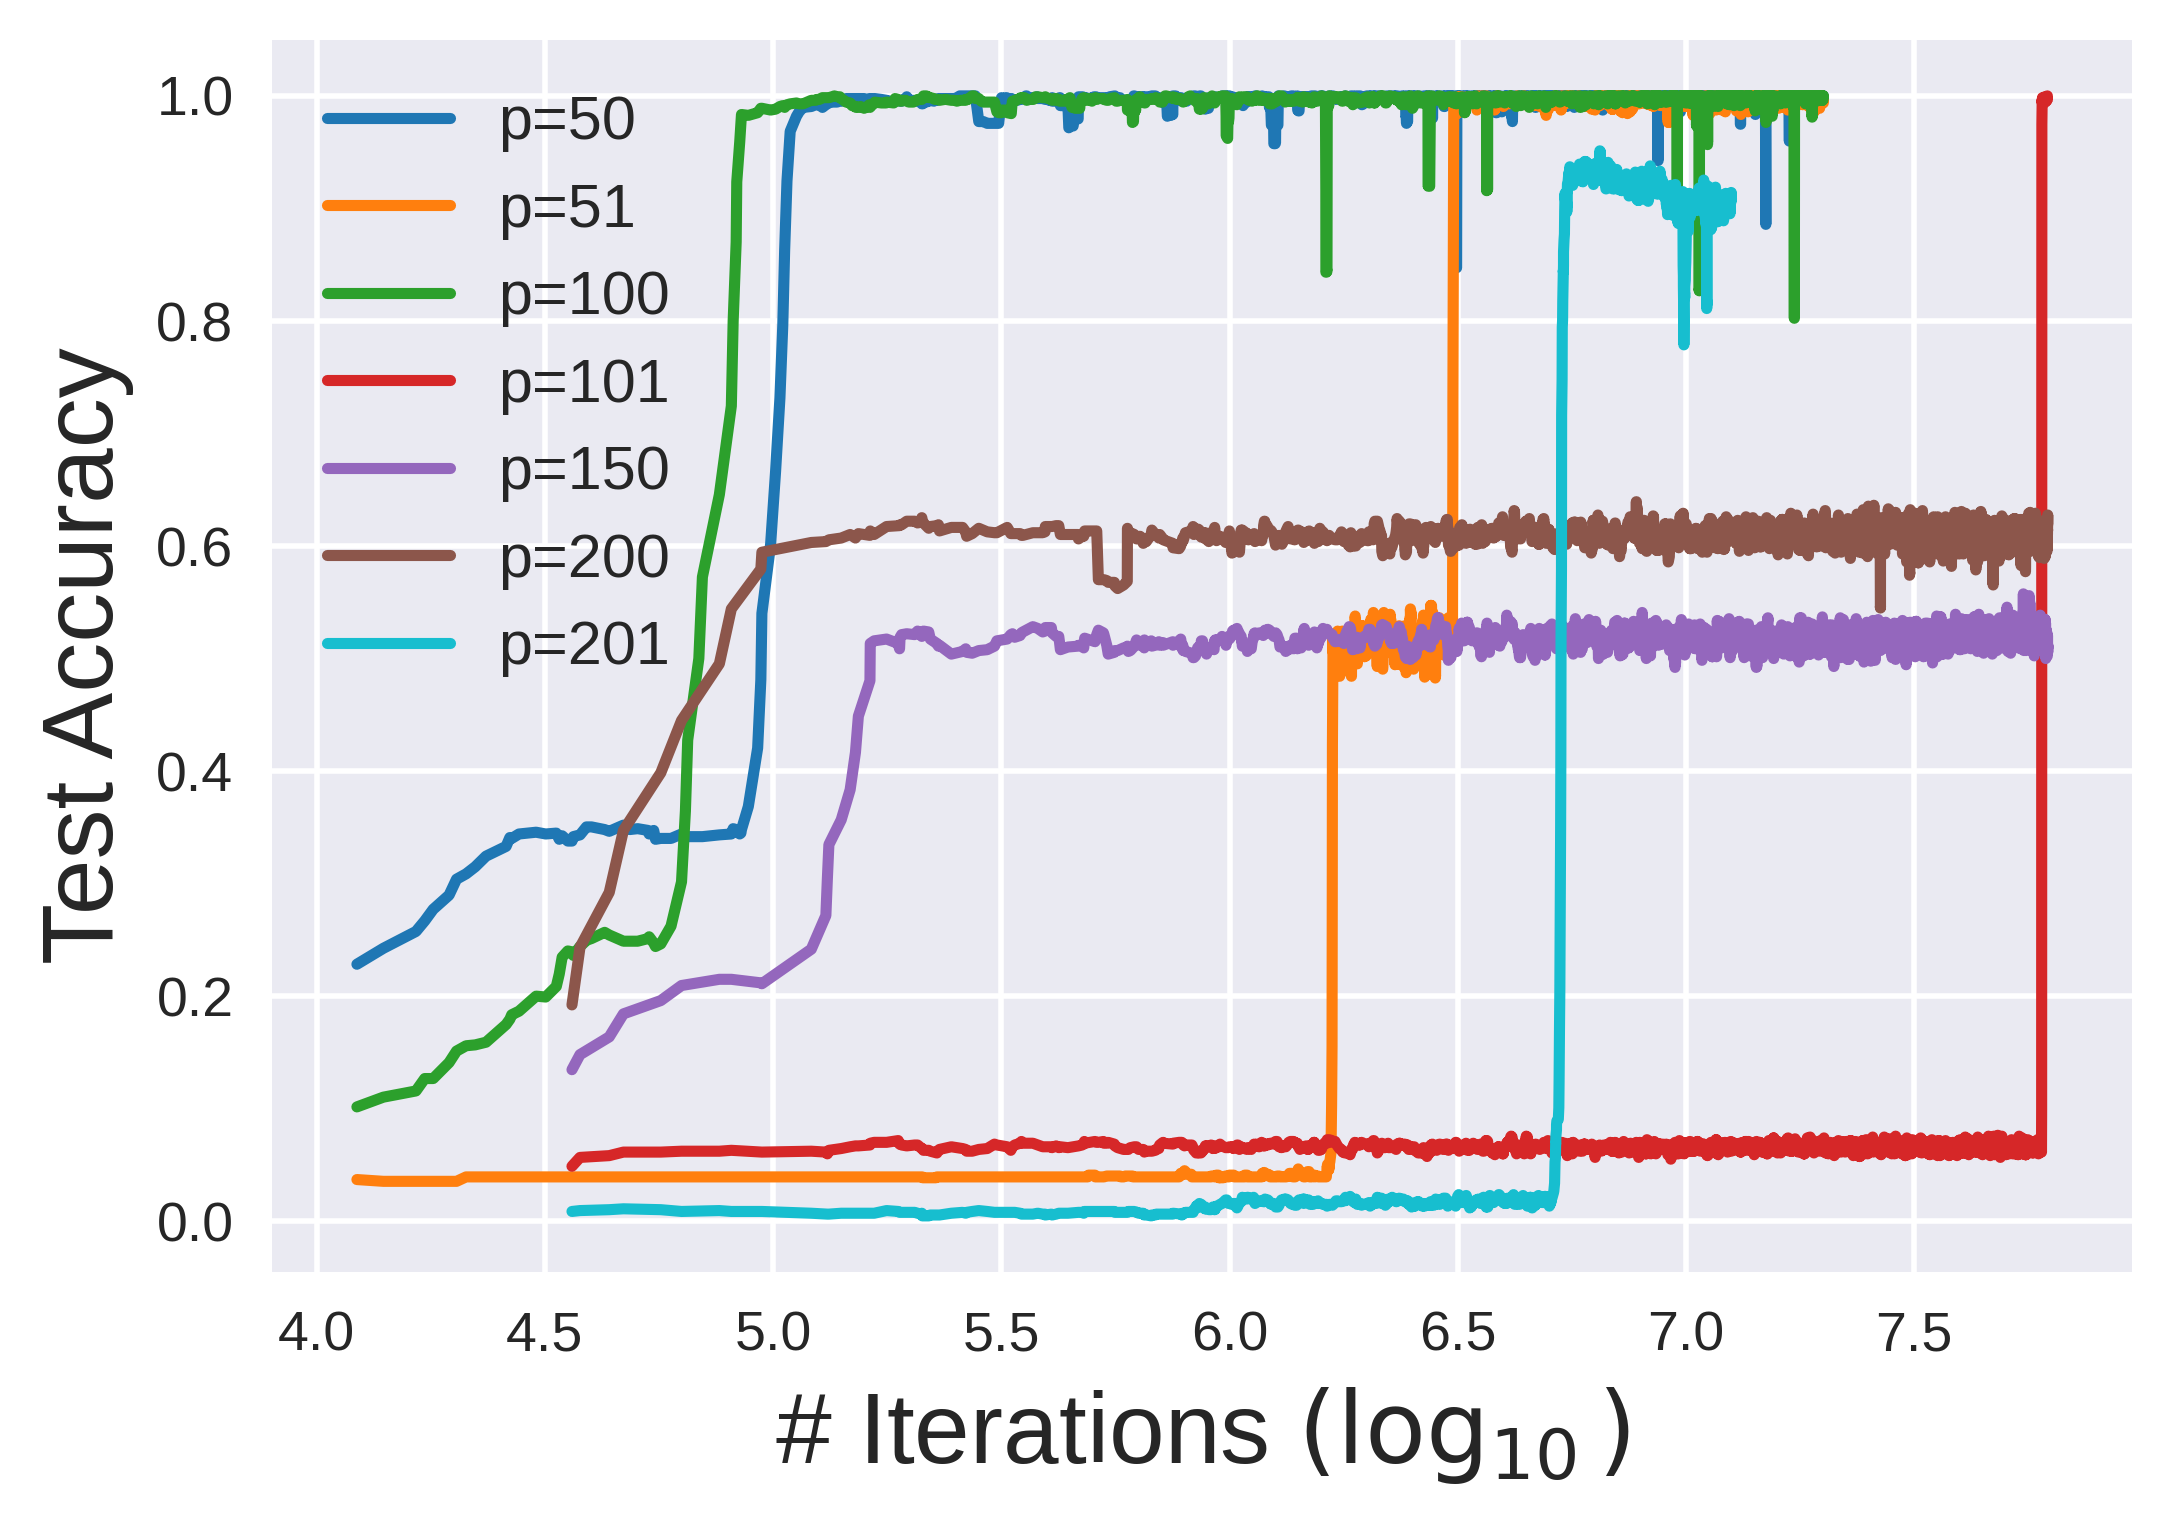 Test Accuracy
1.0
0.8
0.6
0.4
0.2
0.0
p=50
p=51
p=100
p=101
p=150
p=200
p=201
4.0 4.5 5.0 5.5 6.0 6.5 7.0 7.5
# Iterations (log₁₀ )